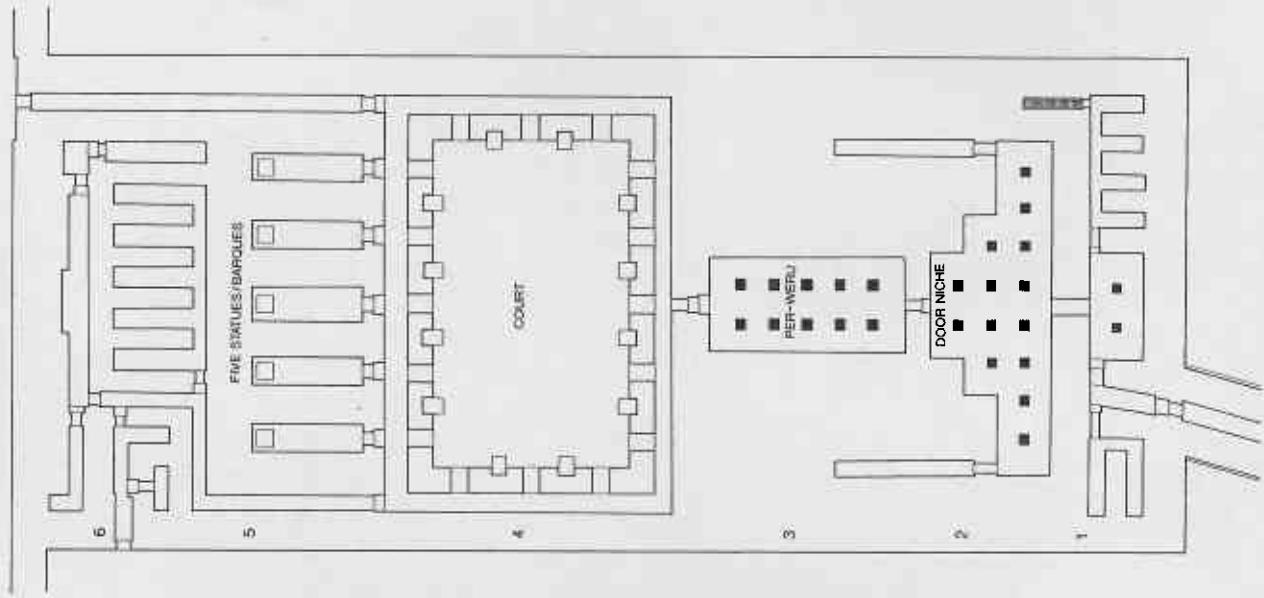 FIVE STATUES/BARQUES
COURT
PER-WERU
DOOR NICHE
6
5
4
3
2
1